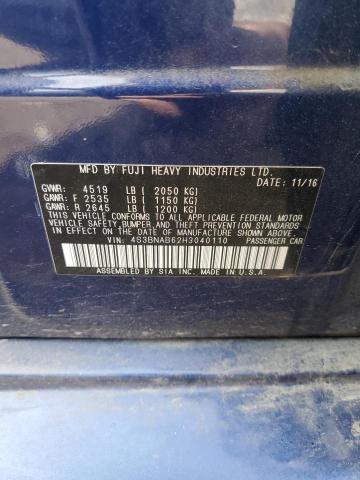 MFD BY FUJI HEAVY INDUSTRIES LTD.
DATE: 11/16
GVWR: 4519 LB ( 2050 KG)
GAWR: F 2535 LB ( 1150 KG)
GAWR: R 2645 LB ( 1200 KG)
THIS VEHICLE CONFORMS TO ALL APPLICABLE FEDERAL MOTOR
VEHICLE SAFETY, BUMPER, AND THEFT PREVENTION STANDARDS
IN EFFECT ON THE DATE OF MANUFACTURE SHOWN ABOVE.
VIN: 4S3BNAB62H3040110 PASSENGER CAR
ASSEMBLED BY SIA MADE IN U.S.A.